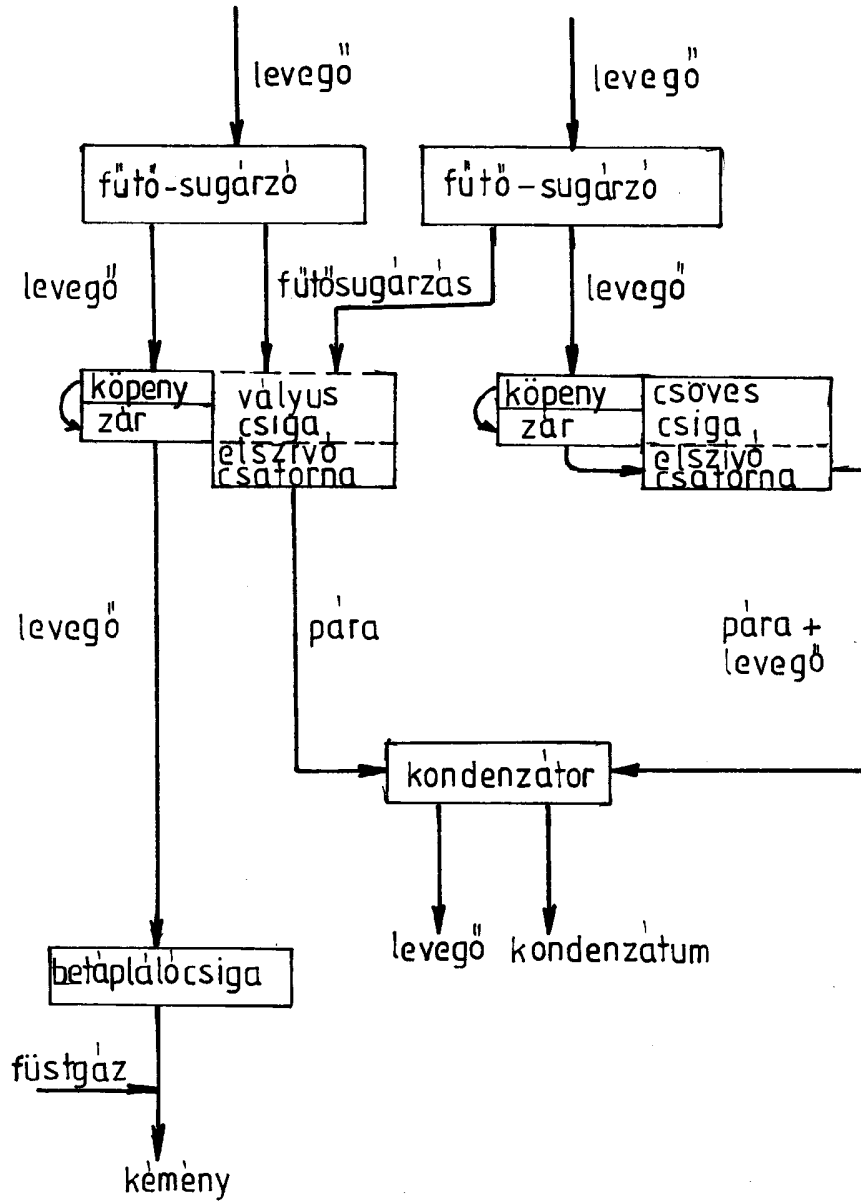 levegő
levegő
fűtő-sugárzó
fűtő-sugárzó
levegő
fűtősugárzás
levegő
köpeny
zár
vályus
csiga
elszívó
csatorna
köpeny
zár
csöves
csiga
elszívó
csatorna
levegő
pára
pára +
levegő
kondenzátor
levegő
kondenzátum
betáplálócsiga
füstgáz
kémény